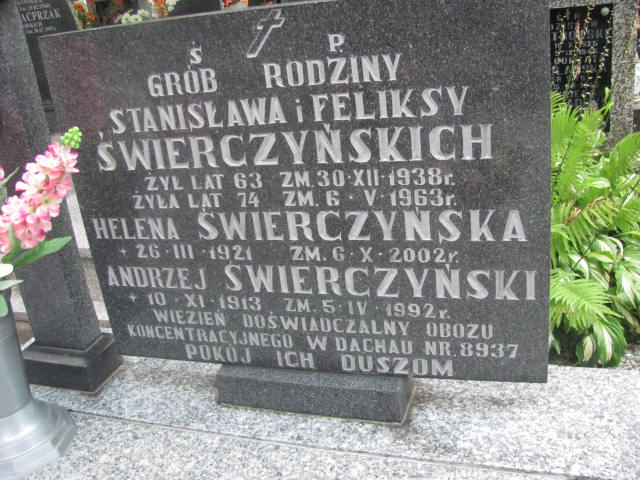 Ś P.
GRÓB RODZINY
STANISŁAWA i FELIKSY
ŚWIERCZYŃSKICH
ŻYŁ LAT 63 ZM. 30·XII·1938r.
ŻYŁA LAT 74 ZM. 6·V·1963r.
HELENA ŚWIERCZYŃSKA
* 26·III·1921 ZM. 6·X·2002r.
ANDRZEJ ŚWIERCZYŃSKI
* 10·XI·1913 ZM. 5·IV·1992r.
WIĘZIEŃ DOŚWIADCZALNY OBOZU
KONCENTRACYJNEGO W DACHAU NR. 8937
POKÓJ ICH DUSZOM